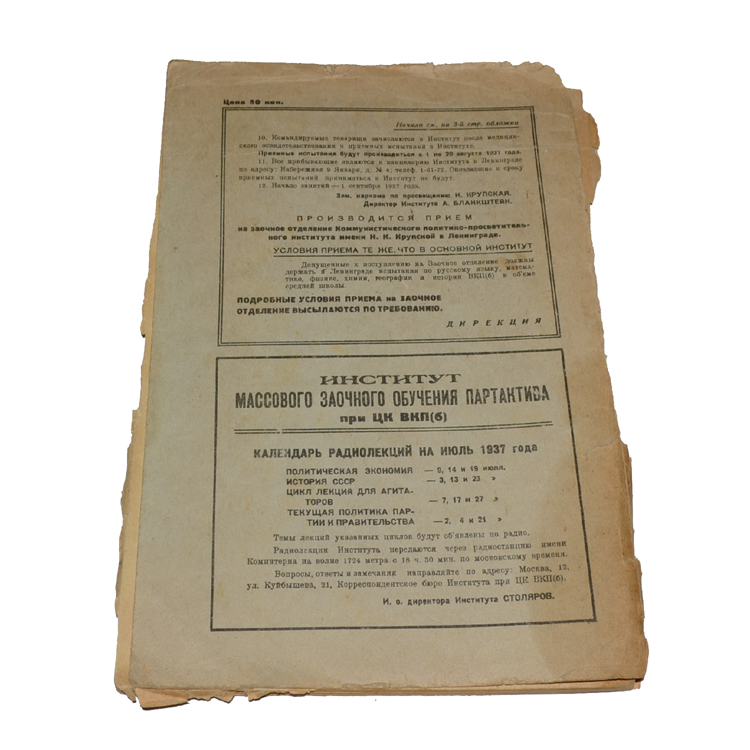 Цена 50 коп.
Начало см. на 3-й стр. обложки
10. Командируемые товарищи зачисляются в Институт после медицин-
ского освидетельствования и приемных испытаний в Институте.
Приемные испытания будут производиться с 1 по 20 августа 1937 года.
11. Все прибывающие являются в канцелярию Института в Ленинграде
по адресу: Набережная 9 Января, д. № 4; телеф. 1-61-72. Опоздавшие к сроку
приемных испытаний приниматься в Институт не будут.
12. Начало занятий — 1 сентября 1937 года.
Зам. наркома по просвещению Н. КРУПСКАЯ.
Директор Института А. БЛАНКШТЕЙН.
ПРОИЗВОДИТСЯ ПРИЕМ
на заочное отделение Коммунистического политико-просветитель-
ного института имени Н. К. Крупской в Ленинграде.
УСЛОВИЯ ПРИЕМА ТЕ ЖЕ, ЧТО В ОСНОВНОЙ ИНСТИТУТ
Допущенные к поступлению на Заочное отделение должны
держать в Ленинграде испытания по русскому языку, матема-
тике, физике, химии, географии и истории ВКП(б) в объеме
средней школы.
ПОДРОБНЫЕ УСЛОВИЯ ПРИЕМА на ЗАОЧНОЕ
ОТДЕЛЕНИЕ ВЫСЫЛАЮТСЯ ПО ТРЕБОВАНИЮ.
ДИРЕКЦИЯ
ИНСТИТУТ
МАССОВОГО ЗАОЧНОГО ОБУЧЕНИЯ ПАРТАКТИВА
при ЦК ВКП(б)
КАЛЕНДАРЬ РАДИОЛЕКЦИЙ НА ИЮЛЬ 1937 года
ПОЛИТИЧЕСКАЯ ЭКОНОМИЯ — 9, 14 и 19 июля.
ИСТОРИЯ СССР — 3, 13 и 23 »
ЦИКЛ ЛЕКЦИЙ ДЛЯ АГИТА-
ТОРОВ — 7, 17 и 27 »
ТЕКУЩАЯ ПОЛИТИКА ПАР-
ТИИ И ПРАВИТЕЛЬСТВА — 2, 4 и 21 »
Темы лекций указанных циклов будут об'явлены по радио.
Радиолекции Института передаются через радиостанцию имени
Коминтерна на волне 1724 метра с 18 ч. 30 мин. по московскому времени.
Вопросы, ответы и замечания направляйте по адресу: Москва, 12,
ул. Куйбышева, 21, Корреспондентское бюро Института при ЦК ВКП(б).
И. о. директора Института СТОЛЯРОВ.